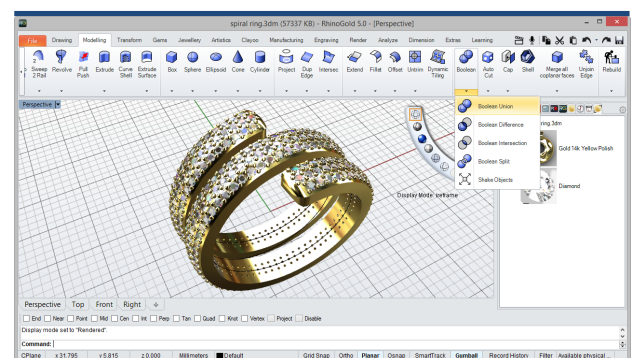 spiral ring.3dm (57337 KB) - RhinoGold 5.0 - [Perspective]
File Drawing Modelling Transform Gems Jewellery Artistics Clayoo Manufacturing Engraving Render Analyze Dimension Extras Learning
Sweep 2 Rail Revolve Pull Push Extrude Curve Shell Extrude Surface Box Sphere Ellipsoid Cone Cylinder Project Dup Edge Intersec Extend Fillet Offset Untrim Dynamic Tiling Boolean Auto Cut Cap Shell Merge all coplanar faces Unjoin Edge Rebuild
Perspective
Boolean Union
ring.3dm
Boolean Difference
Boolean Intersection
Gold 14k Yellow Polish
Boolean Split
Shake Objects
Diamond
Display Mode: ireframe
Perspective Top Front Right
End Near Point Mid Cen Int Perp Tan Quad Knot Vertex Project Disable
Display mode set to "Rendered".
Command:
CPlane x 31.795 y 5.815 z 0.000 Millimeters Default Grid Snap Ortho Planar Osnap SmartTrack Gumball Record History Filter Available physical ...